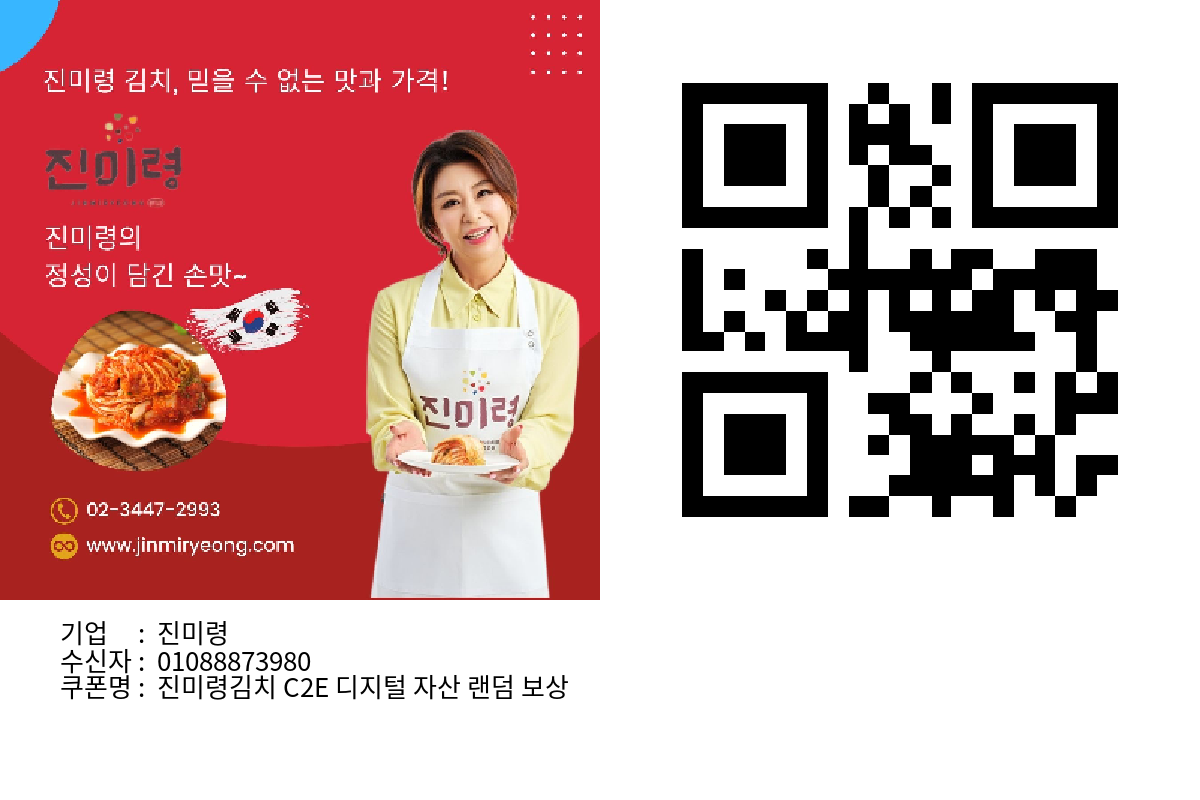 진미령 김치, 믿을 수 없는 맛과 가격!
진미령
진미령의
정성이 담긴 손맛~
진미령
02-3447-2993
www.jinmiryeong.com
기업 : 진미령
수신자 : 01088873980
쿠폰명 : 진미령김치 C2E 디지털 자산 랜덤 보상